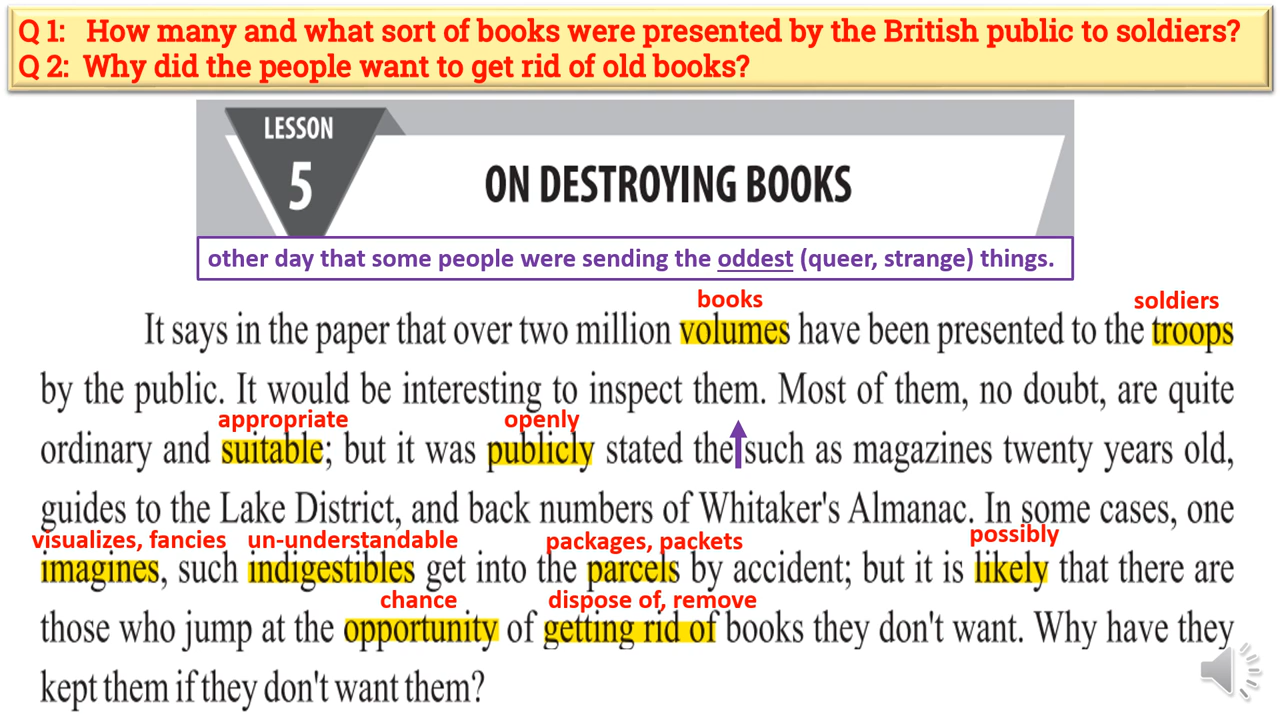 Q 1: How many and what sort of books were presented by the British public to soldiers?
Q 2: Why did the people want to get rid of old books?
LESSON
5
ON DESTROYING BOOKS
other day that some people were sending the oddest (queer, strange) things.
books soldiers
It says in the paper that over two million volumes have been presented to the troops
by the public. It would be interesting to inspect them. Most of them, no doubt, are quite
appropriate openly
ordinary and suitable; but it was publicly stated the such as magazines twenty years old,
guides to the Lake District, and back numbers of Whitaker's Almanac. In some cases, one
visualizes, fancies un-understandable packages, packets possibly
imagines, such indigestibles get into the parcels by accident; but it is likely that there are
chance dispose of, remove
those who jump at the opportunity of getting rid of books they don't want. Why have they
kept them if they don't want them?